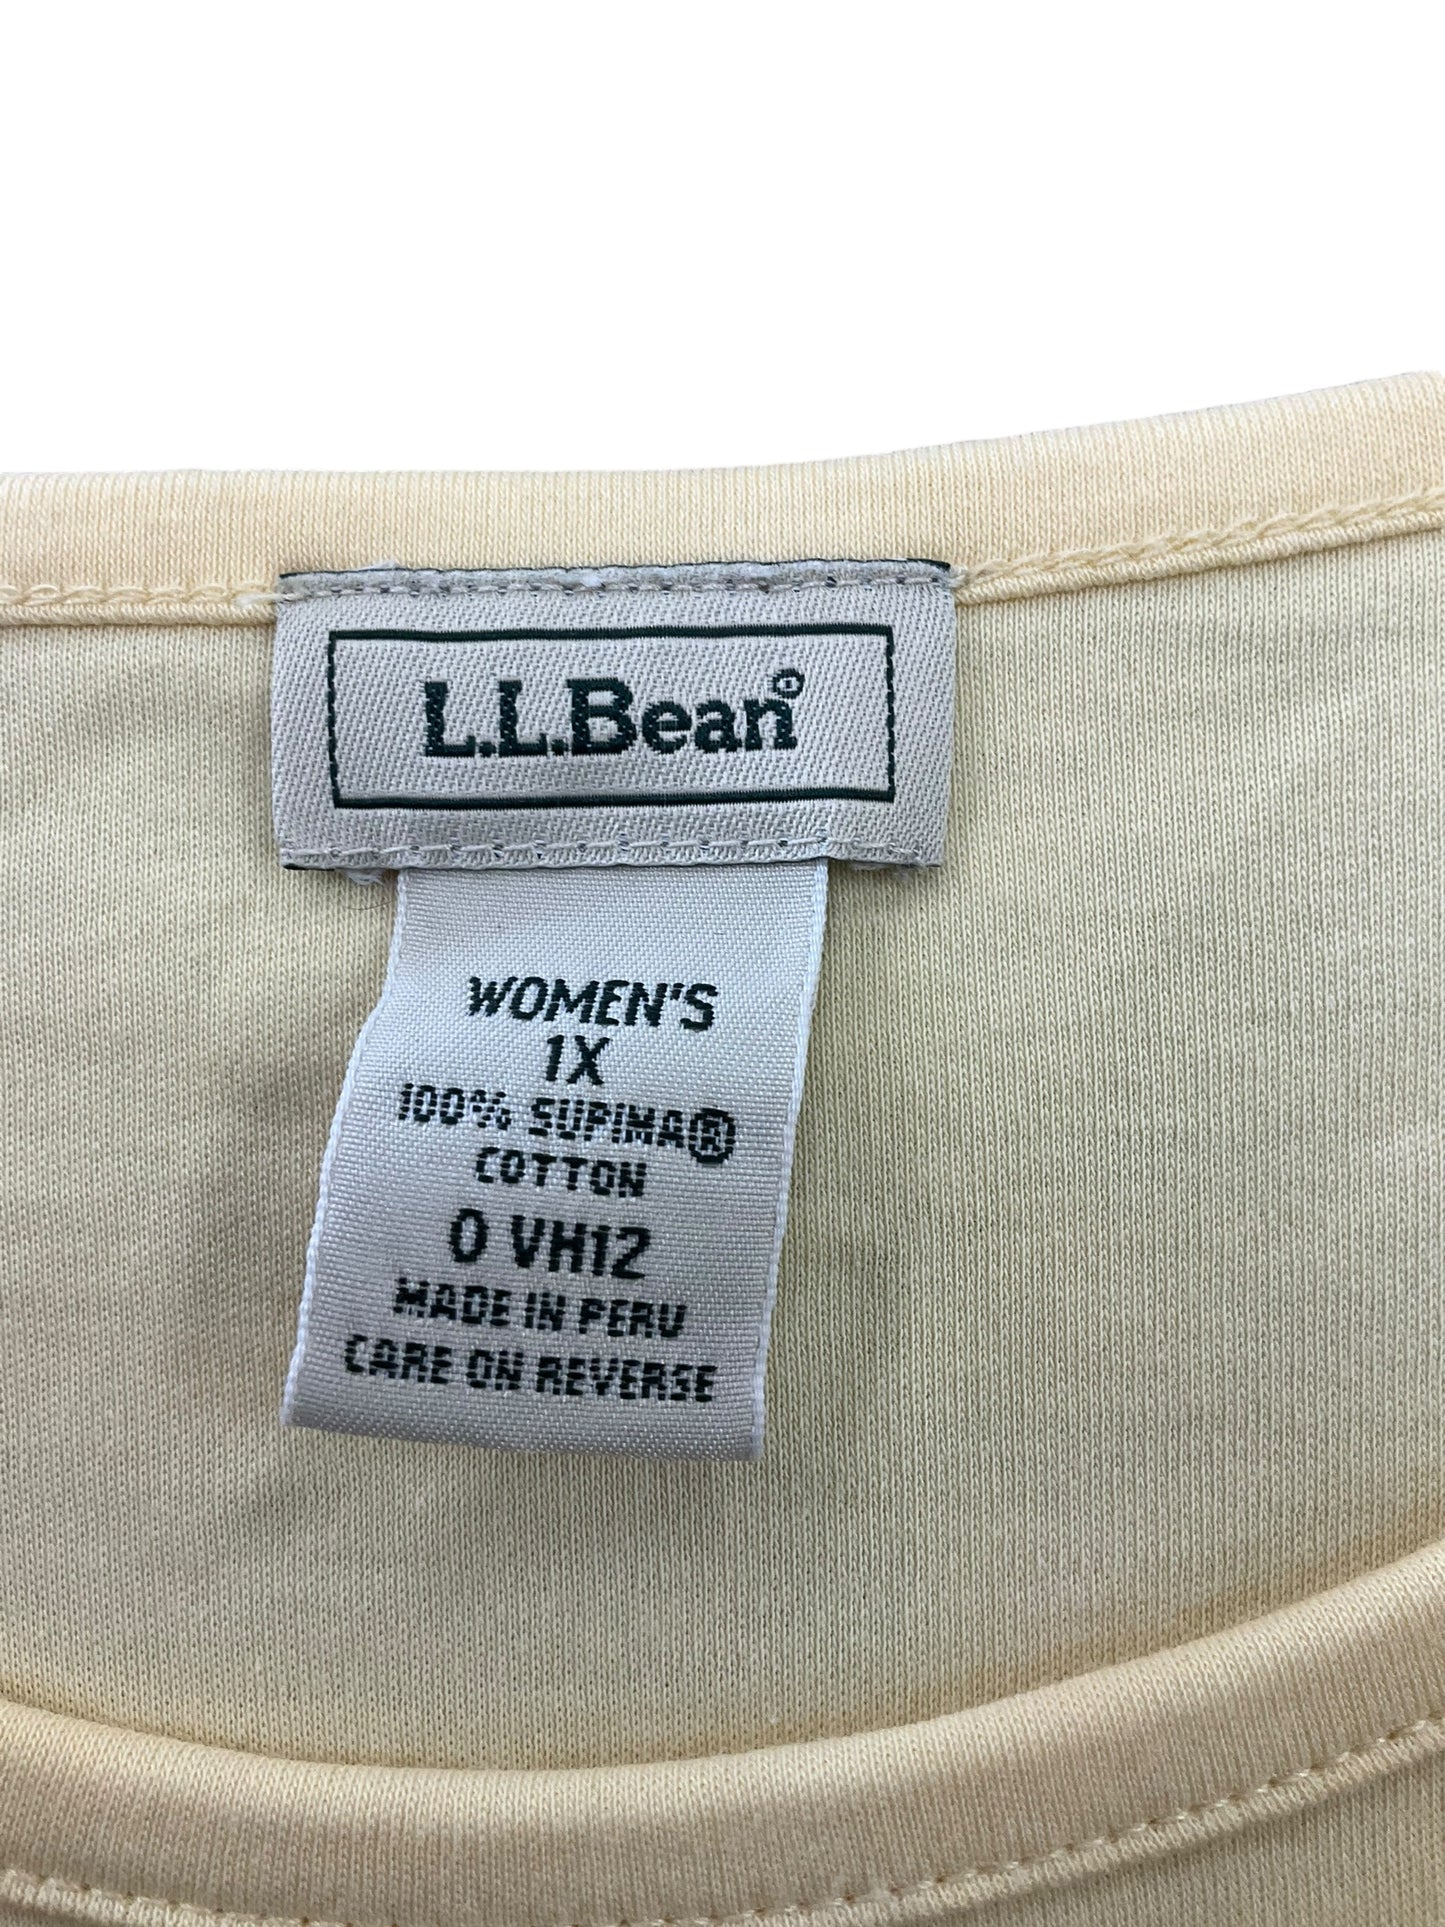 L.L.Bean®
WOMEN'S
1X
100% SUPIMA®
COTTON
0 VH12
MADE IN PERU
CARE ON REVERSE